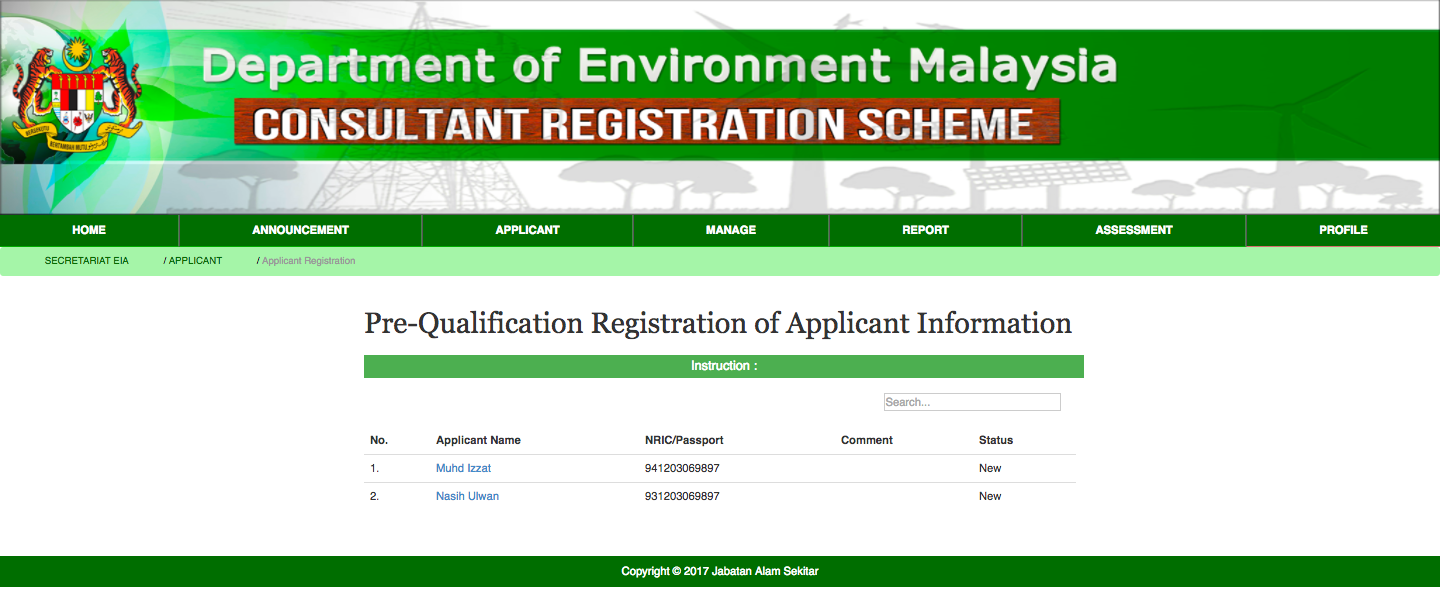 Department of Environment Malaysia
CONSULTANT REGISTRATION SCHEME
BERSEKUTU BERTAMBAH MUTU
HOME ANNOUNCEMENT APPLICANT MANAGE REPORT ASSESSMENT PROFILE
SECRETARIAT EIA / APPLICANT / Applicant Registration
Pre-Qualification Registration of Applicant Information
Instruction :
Search...
No. Applicant Name NRIC/Passport Comment Status
1. Muhd Izzat 941203069897 New
2. Nasih Ulwan 931203069897 New
Copyright © 2017 Jabatan Alam Sekitar